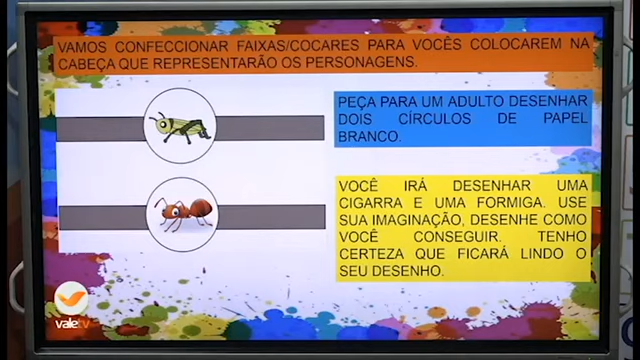 VAMOS CONFECCIONAR FAIXAS/COCARES PARA VOCÊS COLOCAREM NA
CABEÇA QUE REPRESENTARÃO OS PERSONAGENS.
PEÇA PARA UM ADULTO DESENHAR
DOIS CÍRCULOS DE PAPEL
BRANCO.
VOCÊ IRÁ DESENHAR UMA
CIGARRA E UMA FORMIGA. USE
SUA IMAGINAÇÃO, DESENHE COMO
VOCÊ CONSEGUIR. TENHO
CERTEZA QUE FICARÁ LINDO O
SEU DESENHO.
valetv